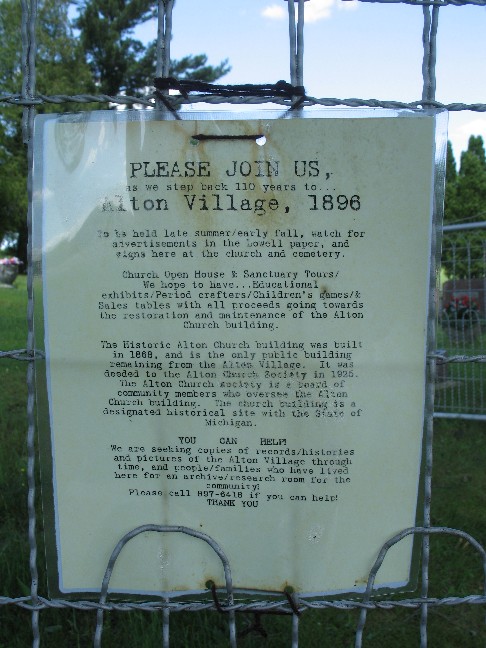 PLEASE JOIN US,
as we step back 110 years to...
Alton Village, 1896
To be held late summer/early fall, watch for
advertisements in the Lowell paper, and
signs here at the church and cemetery.
Church Open House & Sanctuary Tours/
We hope to have...Educational
exhibits/Period crafters/Children's games/&
Sales tables with all proceeds going towards
the restoration and maintenance of the Alton
Church building.
The Historic Alton Church building was built
in 1868, and is the only public building
remaining from the Alton Village. It was
deeded to the Alton Church Society in 1925.
The Alton Church society is a board of
community members who oversee the Alton
Church building. The church building is a
designated historical site with the State of
Michigan.
YOU CAN HELP!
We are seeking copies of records/histories
and pictures of the Alton Village through
time, and people/families who have lived
here for an archive/research room for the
community!
Please call 897-6418 if you can help!
THANK YOU